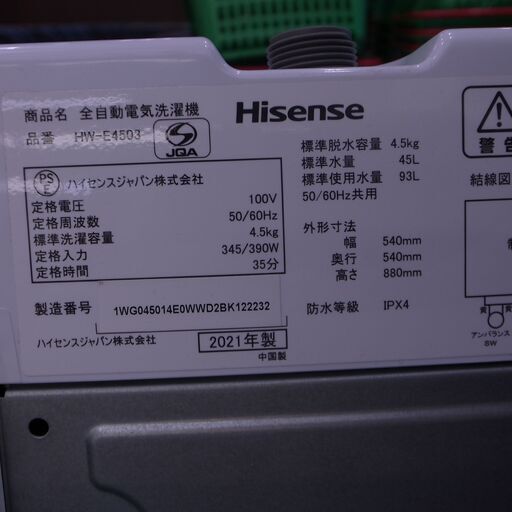 商品名 全自動電気洗濯機
品番 HW-E4503
JQA
Hisense
PS
E
ハイセンスジャパン株式会社
定格電圧 100V
定格周波数 50/60Hz
標準洗濯容量 4.5kg
定格入力 345/390W
定格時間 35分
製造番号 1WG045014E0WWD2BK122232
ハイセンスジャパン株式会社
2021年製
中国製
標準脱水容量 4.5kg
標準水量 45L
標準使用水量 93L
50/60Hz共用
外形寸法
幅 540mm
奥行 540mm
高さ 880mm
防水等級 IPX4
警告
結線図
黄 黄
アンバランス
SW